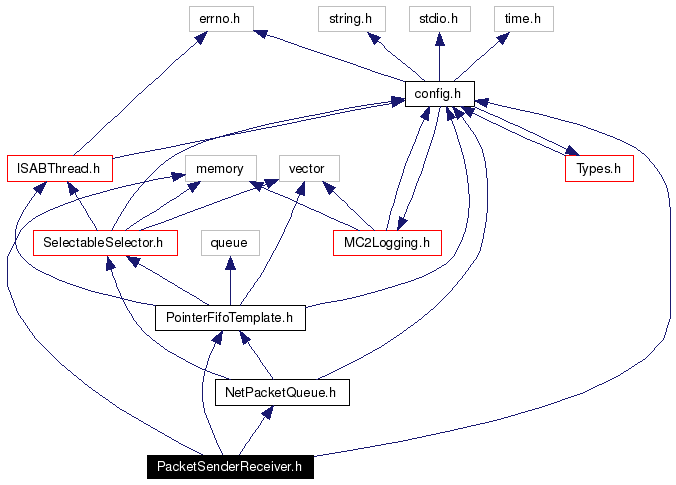 errno.h
string.h
stdio.h
time.h
config.h
ISABThread.h
memory
vector
Types.h
SelectableSelector.h
queue
MC2Logging.h
PointerFifoTemplate.h
NetPacketQueue.h
PacketSenderReceiver.h